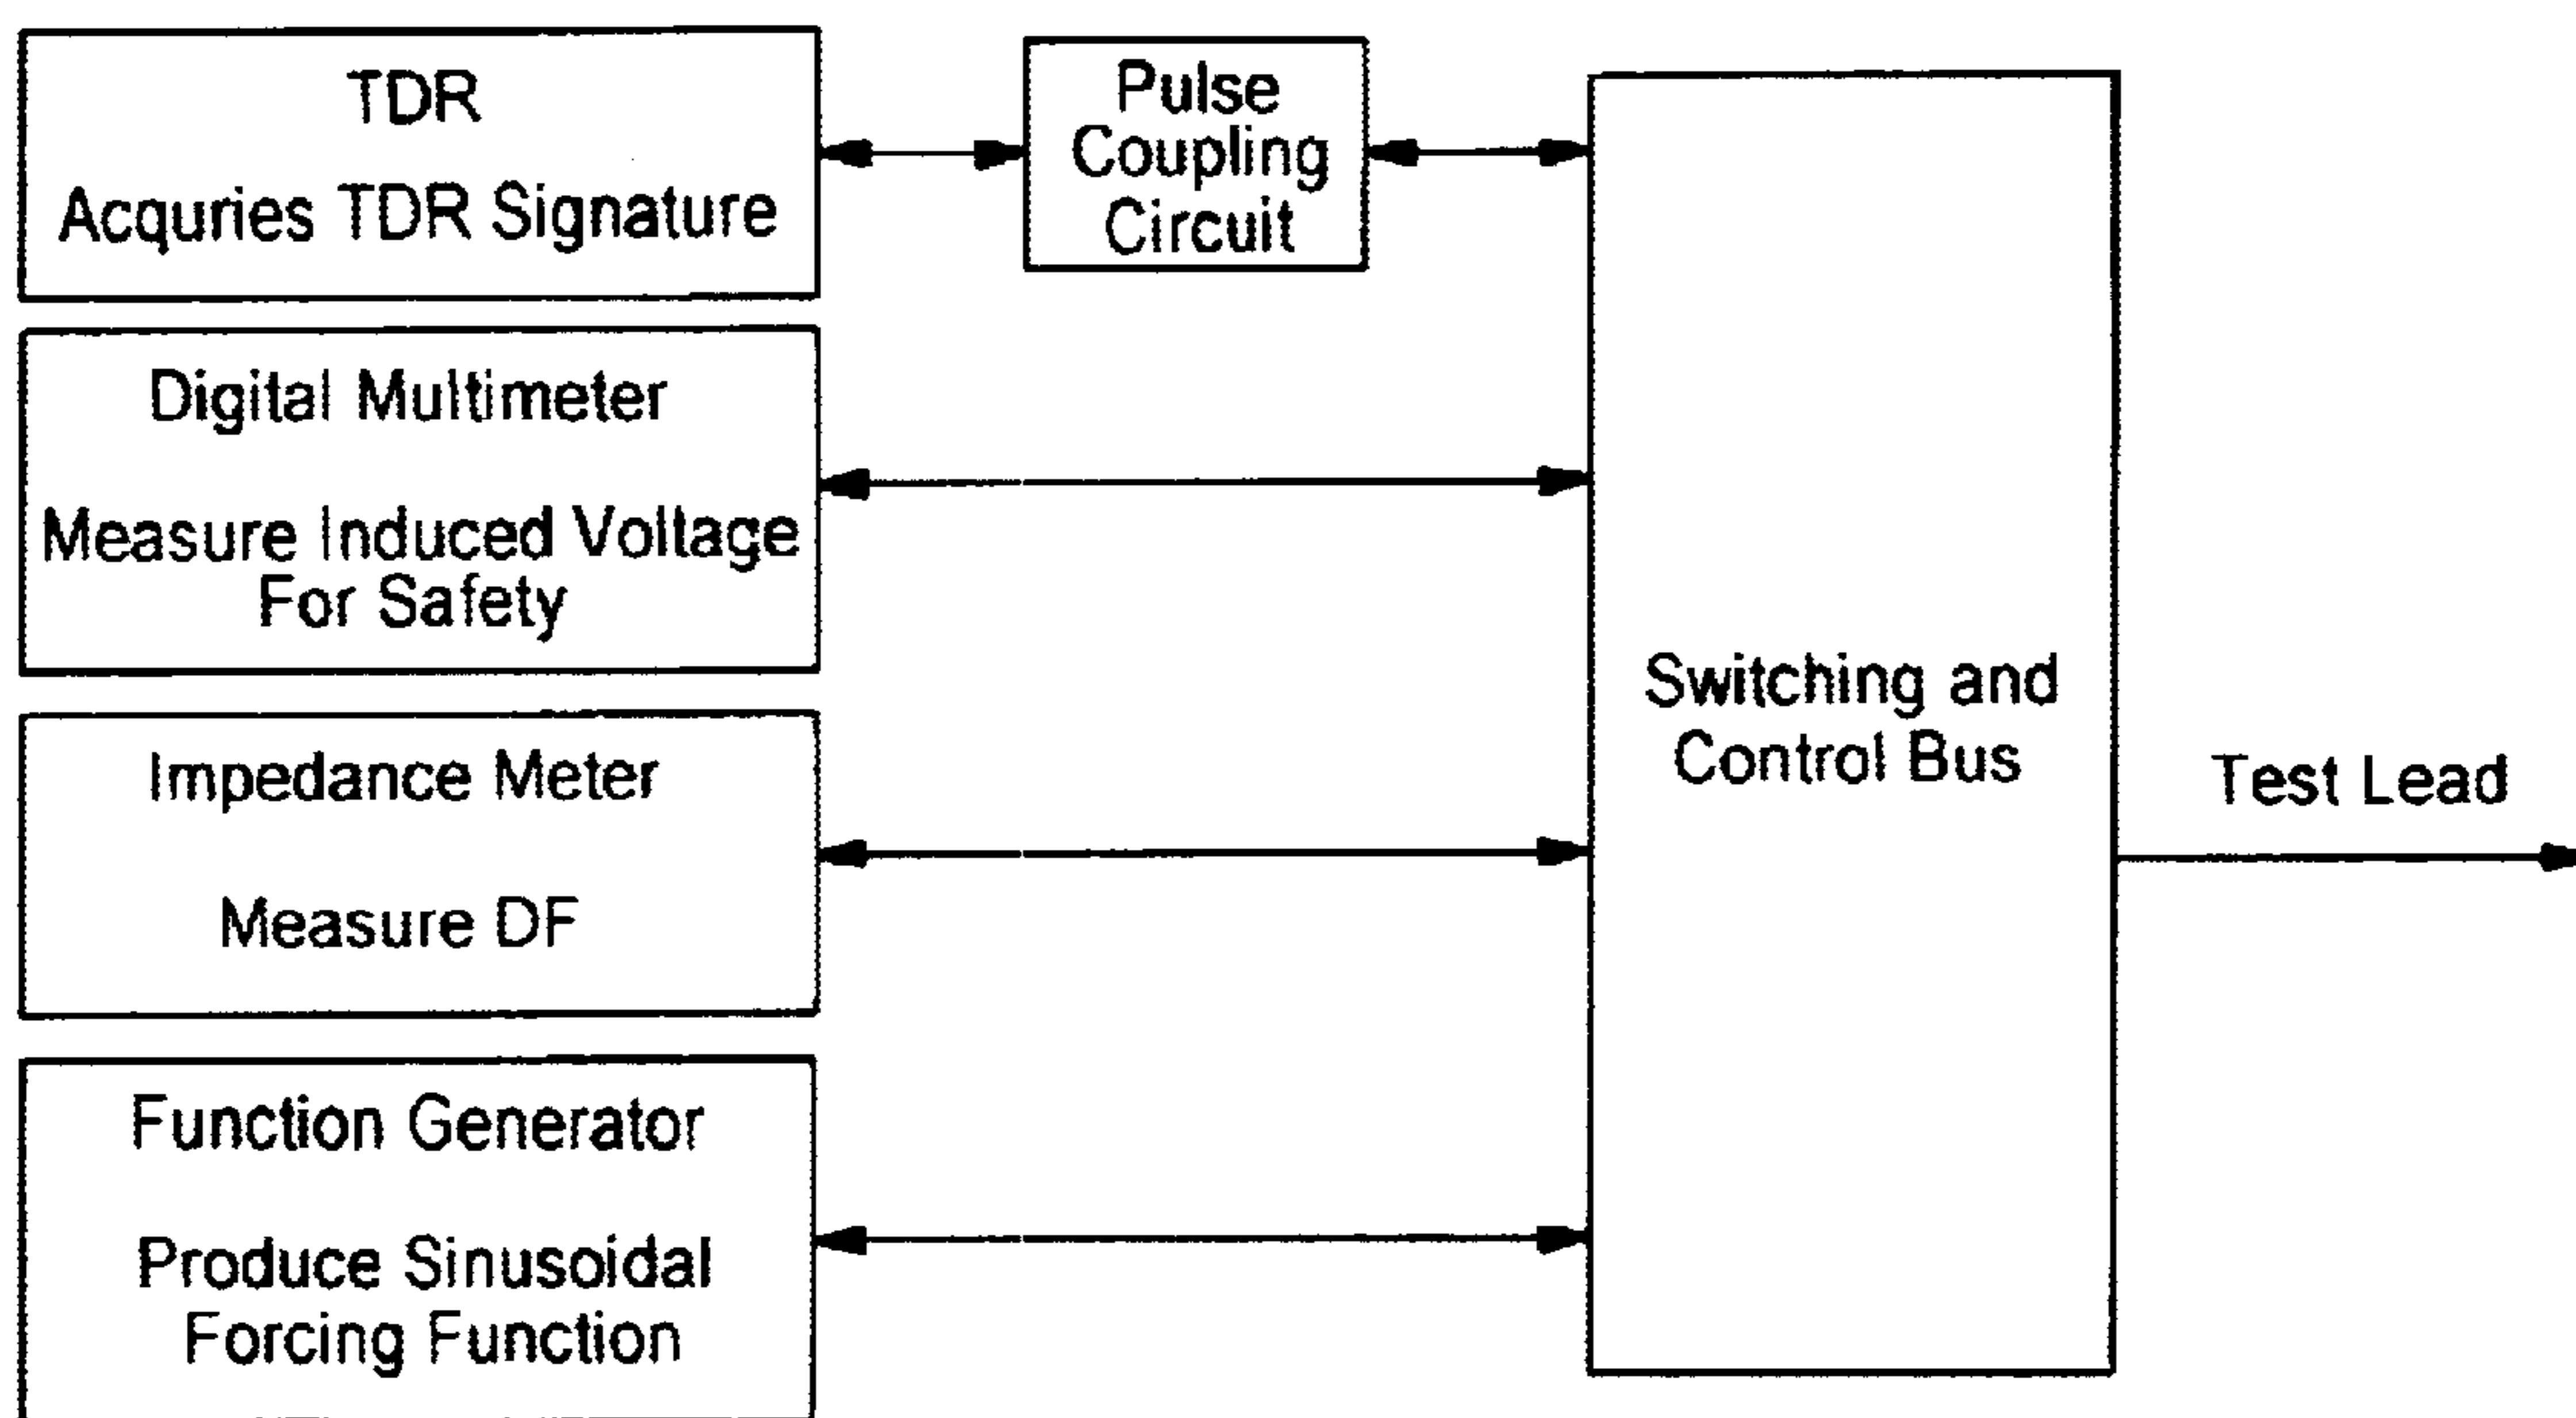 TDR
Acquries TDR Signature
Pulse
Coupling
Circuit
Digital Multimeter
Measure Induced Voltage
For Safety
Impedance Meter
Measure DF
Function Generator
Produce Sinusoidal
Forcing Function
Switching and
Control Bus
Test Lead